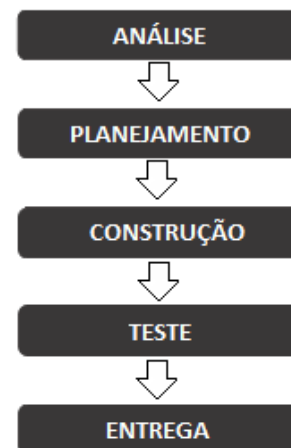 ANÁLISE
PLANEJAMENTO
CONSTRUÇÃO
TESTE
ENTREGA